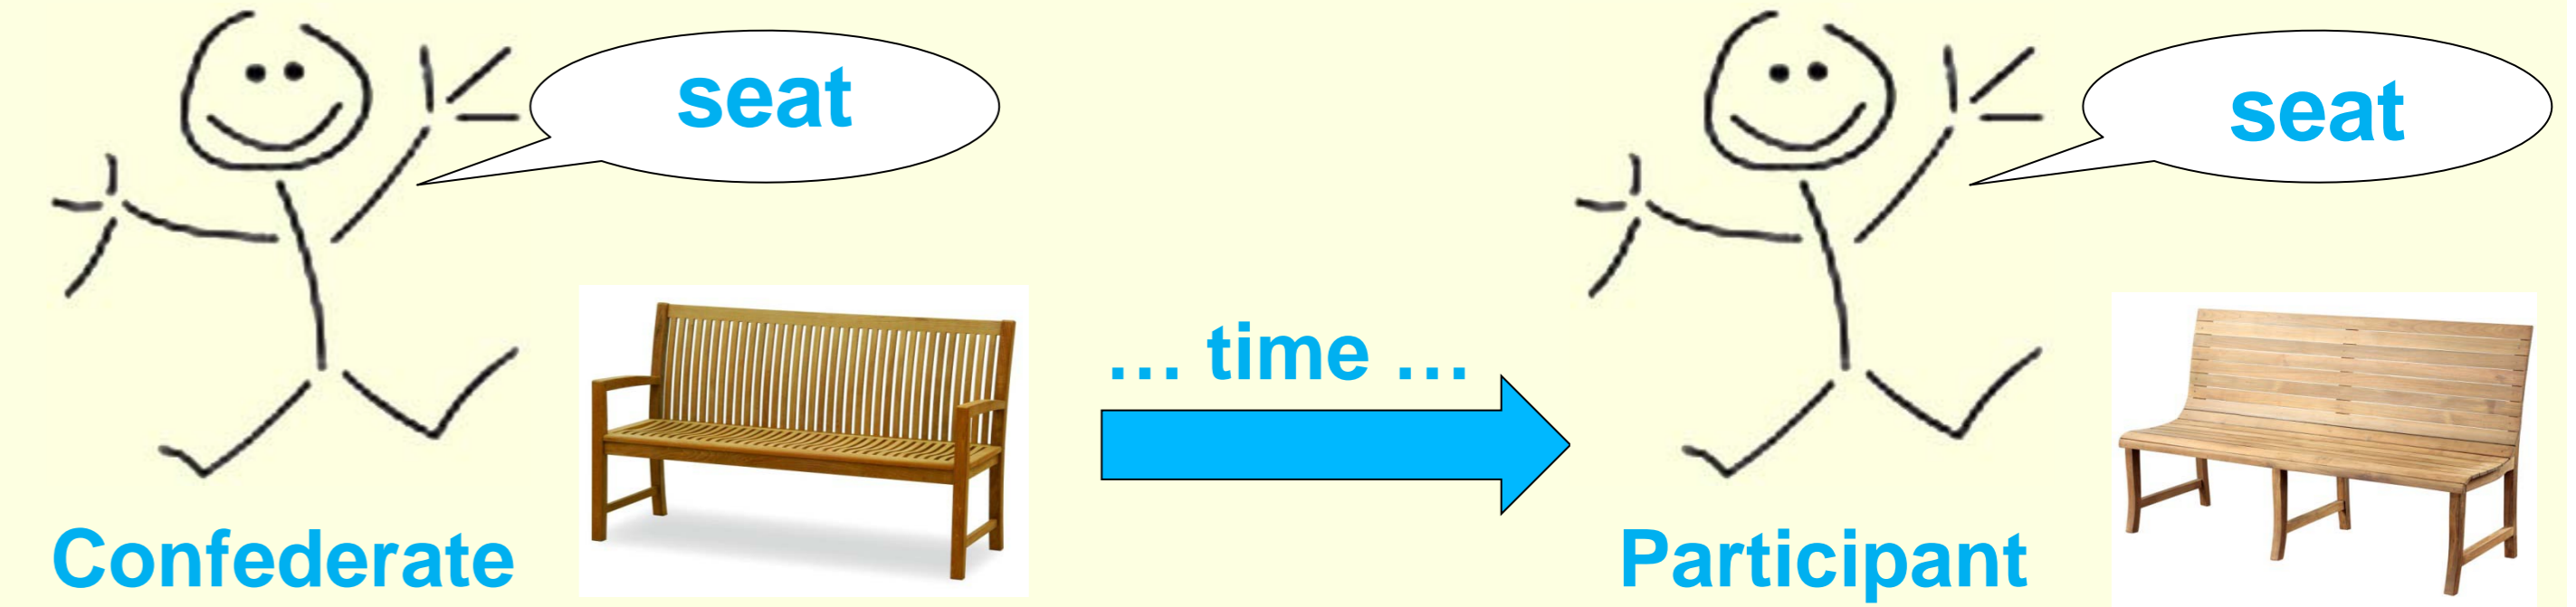 seat
seat
… time …
Confederate
Participant